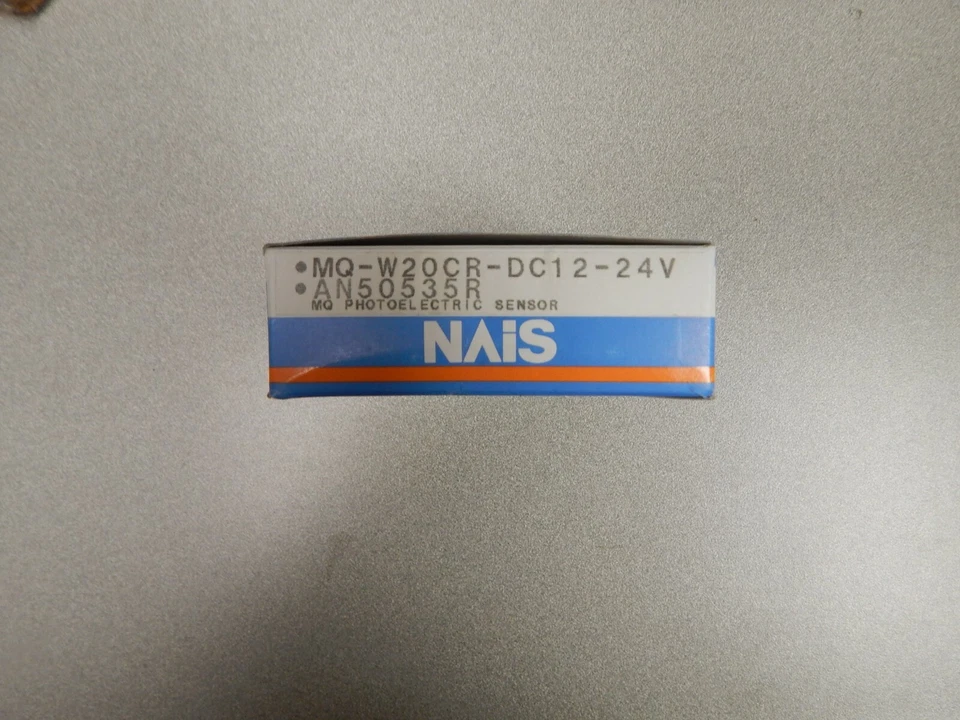 •MQ-W20CR-DC12-24V
•AN50535R
MQ PHOTOELECTRIC SENSOR
NAiS